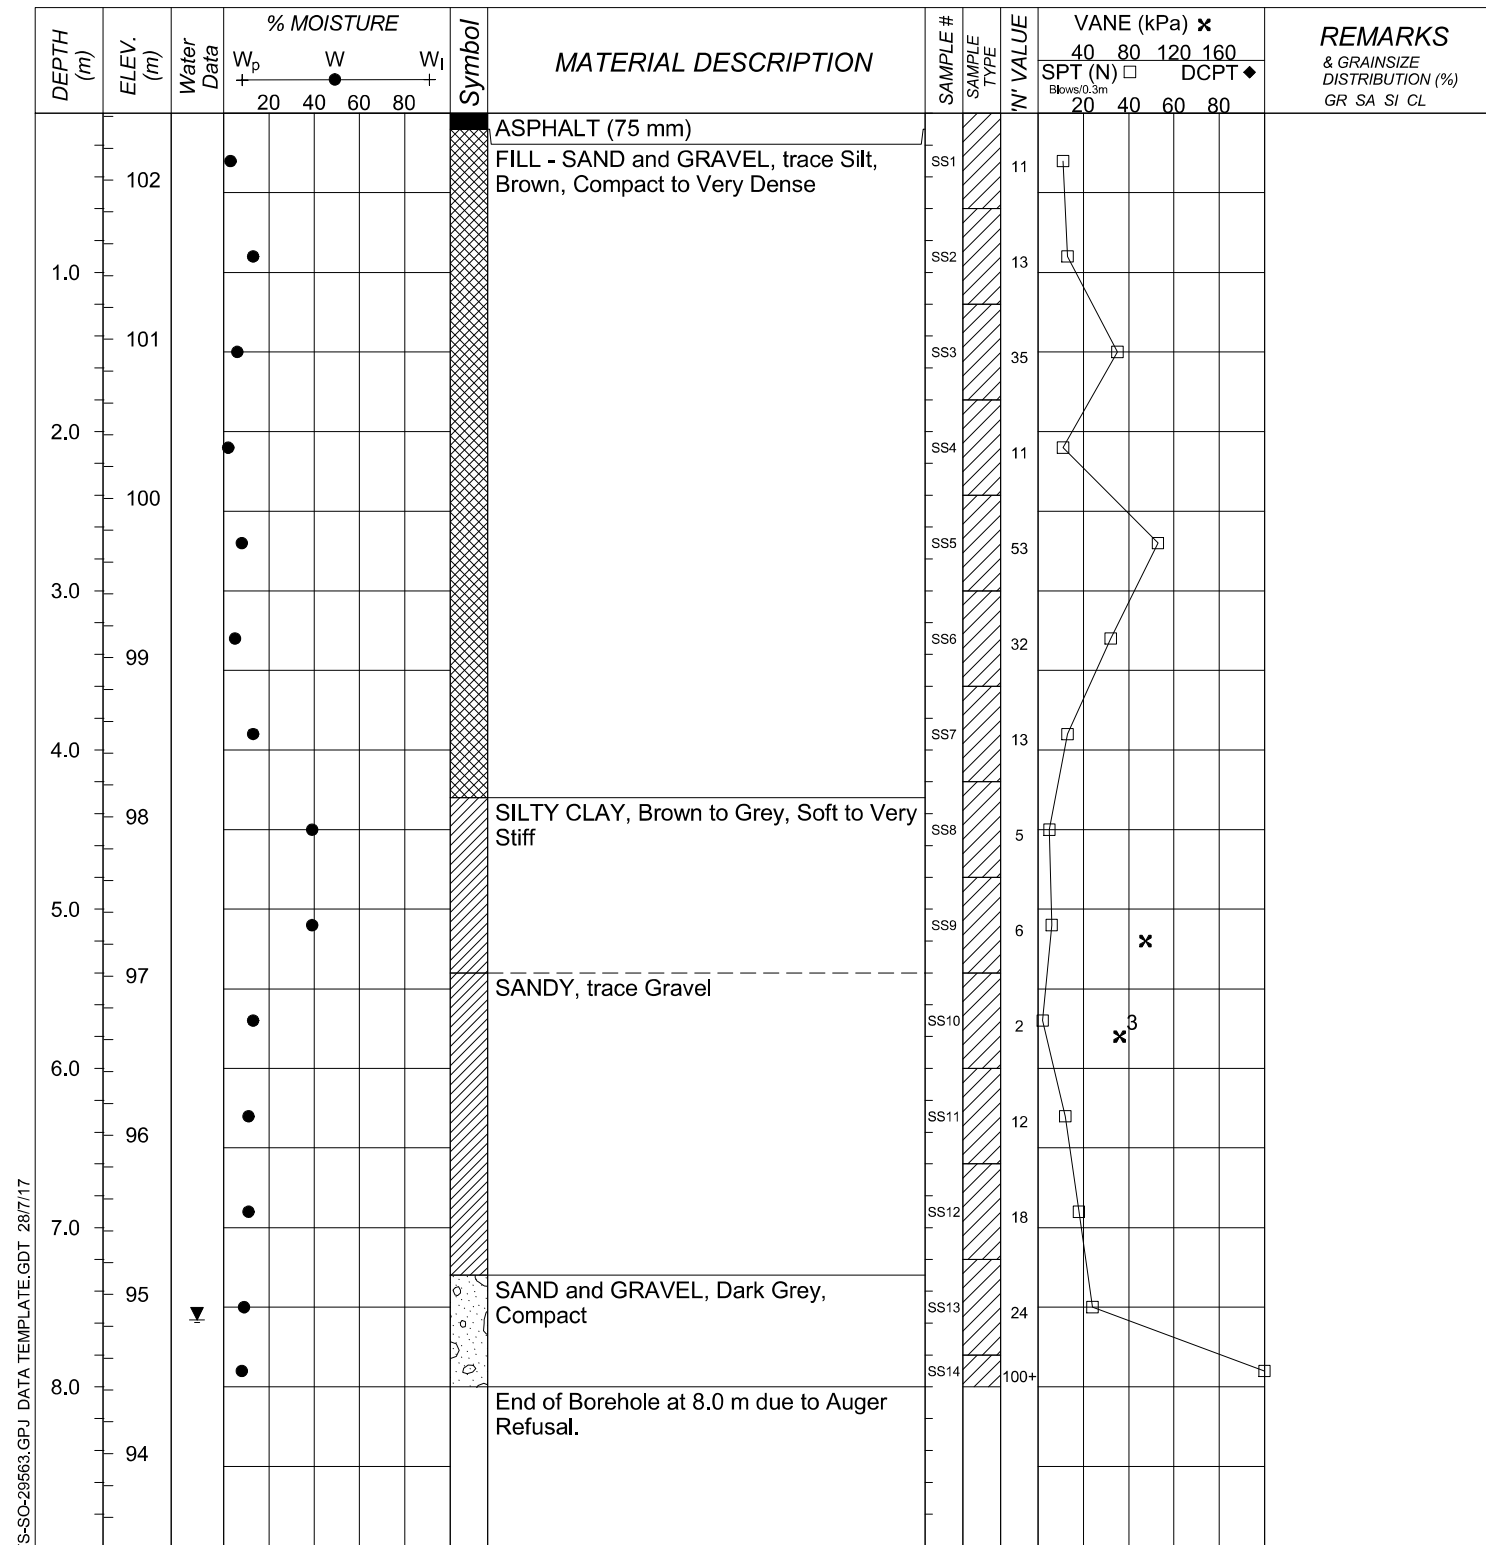 DEPTH (m)
ELEV. (m)
Water Data
% MOISTURE
Wp W Wl
20 40 60 80
Symbol
MATERIAL DESCRIPTION
SAMPLE #
SAMPLE TYPE
'N' VALUE
VANE (kPa)
40 80 120 160
SPT (N) DCPT
Blows/0.3m
20 40 60 80
REMARKS
& GRAINSIZE
DISTRIBUTION (%)
GR SA SI CL
ASPHALT (75 mm)
FILL - SAND and GRAVEL, trace Silt,
Brown, Compact to Very Dense
SS1 11
102
SS2 13
1.0
101
SS3 35
2.0
SS4 11
100
SS5 53
3.0
SS6 32
99
SS7 13
4.0
98
SILTY CLAY, Brown to Grey, Soft to Very
Stiff
SS8 5
5.0
SS9 6
97
SANDY, trace Gravel
SS10 2
3
6.0
SS11 12
96
SS12 18
7.0
95
SAND and GRAVEL, Dark Grey,
Compact
SS13 24
SS14 100+
8.0
End of Borehole at 8.0 m due to Auger
Refusal.
94
S-SO-29563.GPJ DATA TEMPLATE.GDT 28/7/17